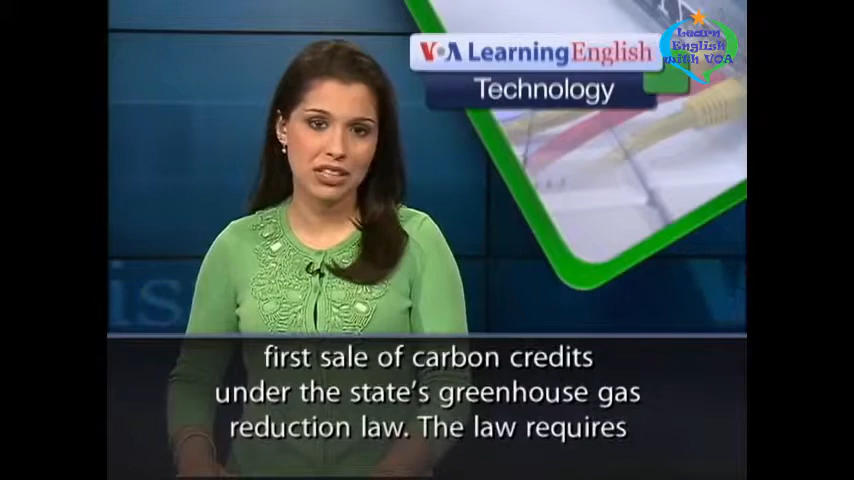 VOA Learning English
Technology
Learn
English
with VOA
is
first sale of carbon credits
under the state's greenhouse gas
reduction law. The law requires